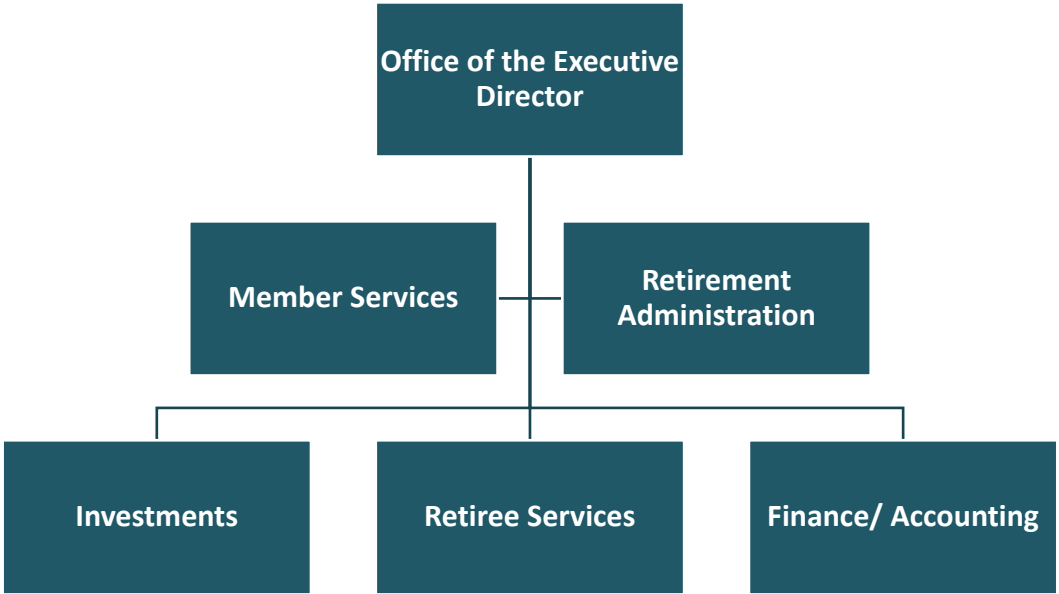 Office of the Executive
Director
Member Services
Retirement
Administration
Investments
Retiree Services
Finance/ Accounting